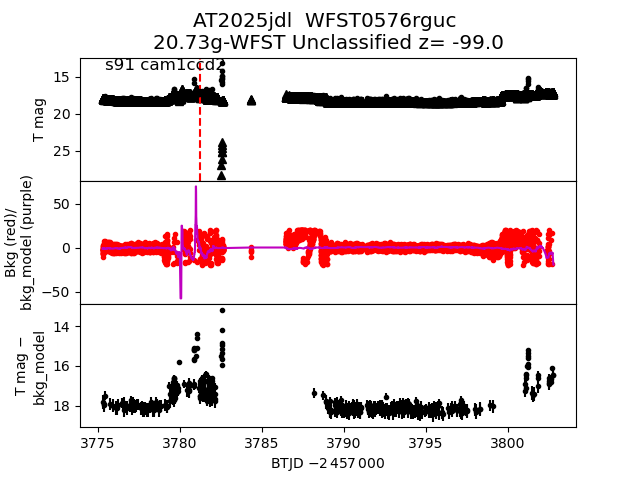 AT2025jdl  WFST0576rguc
20.73g-WFST Unclassified z= -99.0
s91 cam1ccd2
T mag
15
20
25
Bkg (red)/
bkg_model (purple)
50
0
−50
T mag −
bkg_model
14
16
18
3775
3780
3785
3790
3795
3800
BTJD −2 457 000